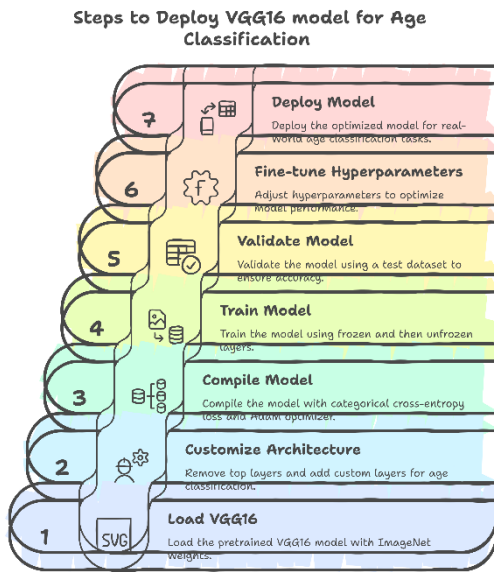 Steps to Deploy VGG16 model for Age
Classification
7
Deploy Model
Deploy the optimized model for real-
world age classification tasks.
6
Fine-tune Hyperparameters
Adjust hyperparameters to optimize
model performance.
5
Validate Model
Validate the model using a test dataset to
ensure accuracy.
4
Train Model
Train the model using frozen and then unfrozen
layers.
3
Compile Model
Compile the model with categorical cross-entropy
loss and Adam optimizer.
2
Customize Architecture
Remove top layers and add custom layers for age
classification.
1
SVG
Load VGG16
Load the pretrained VGG16 model with ImageNet
weights.